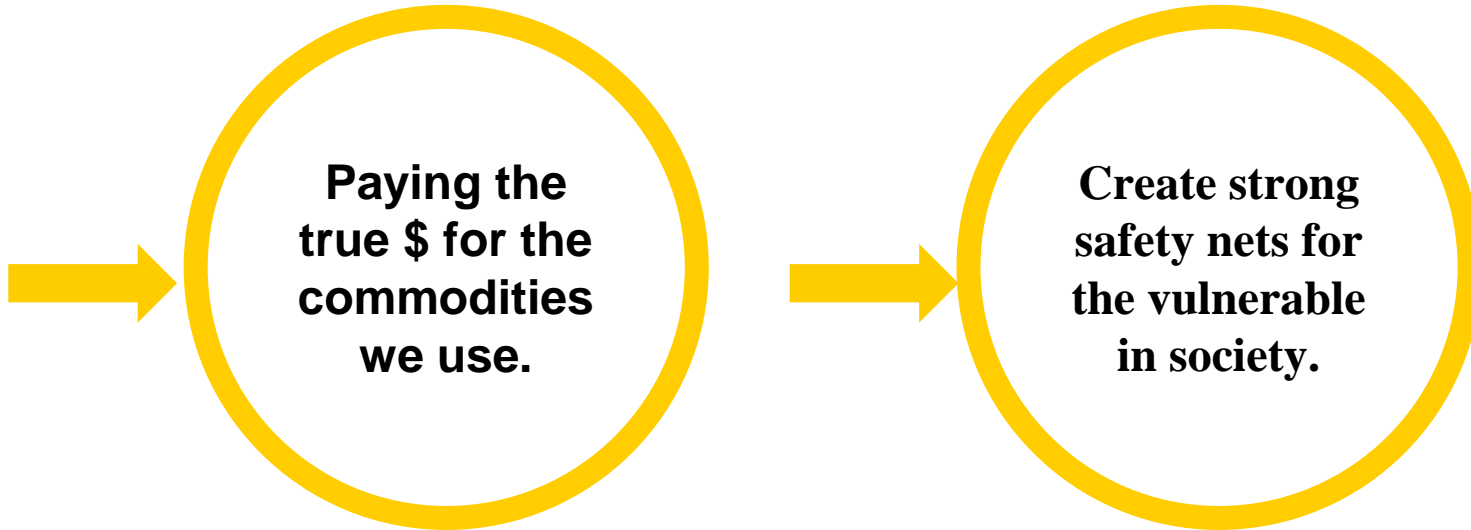 Paying the
true $ for the
commodities
we use.
Create strong
safety nets for
the vulnerable
in society.